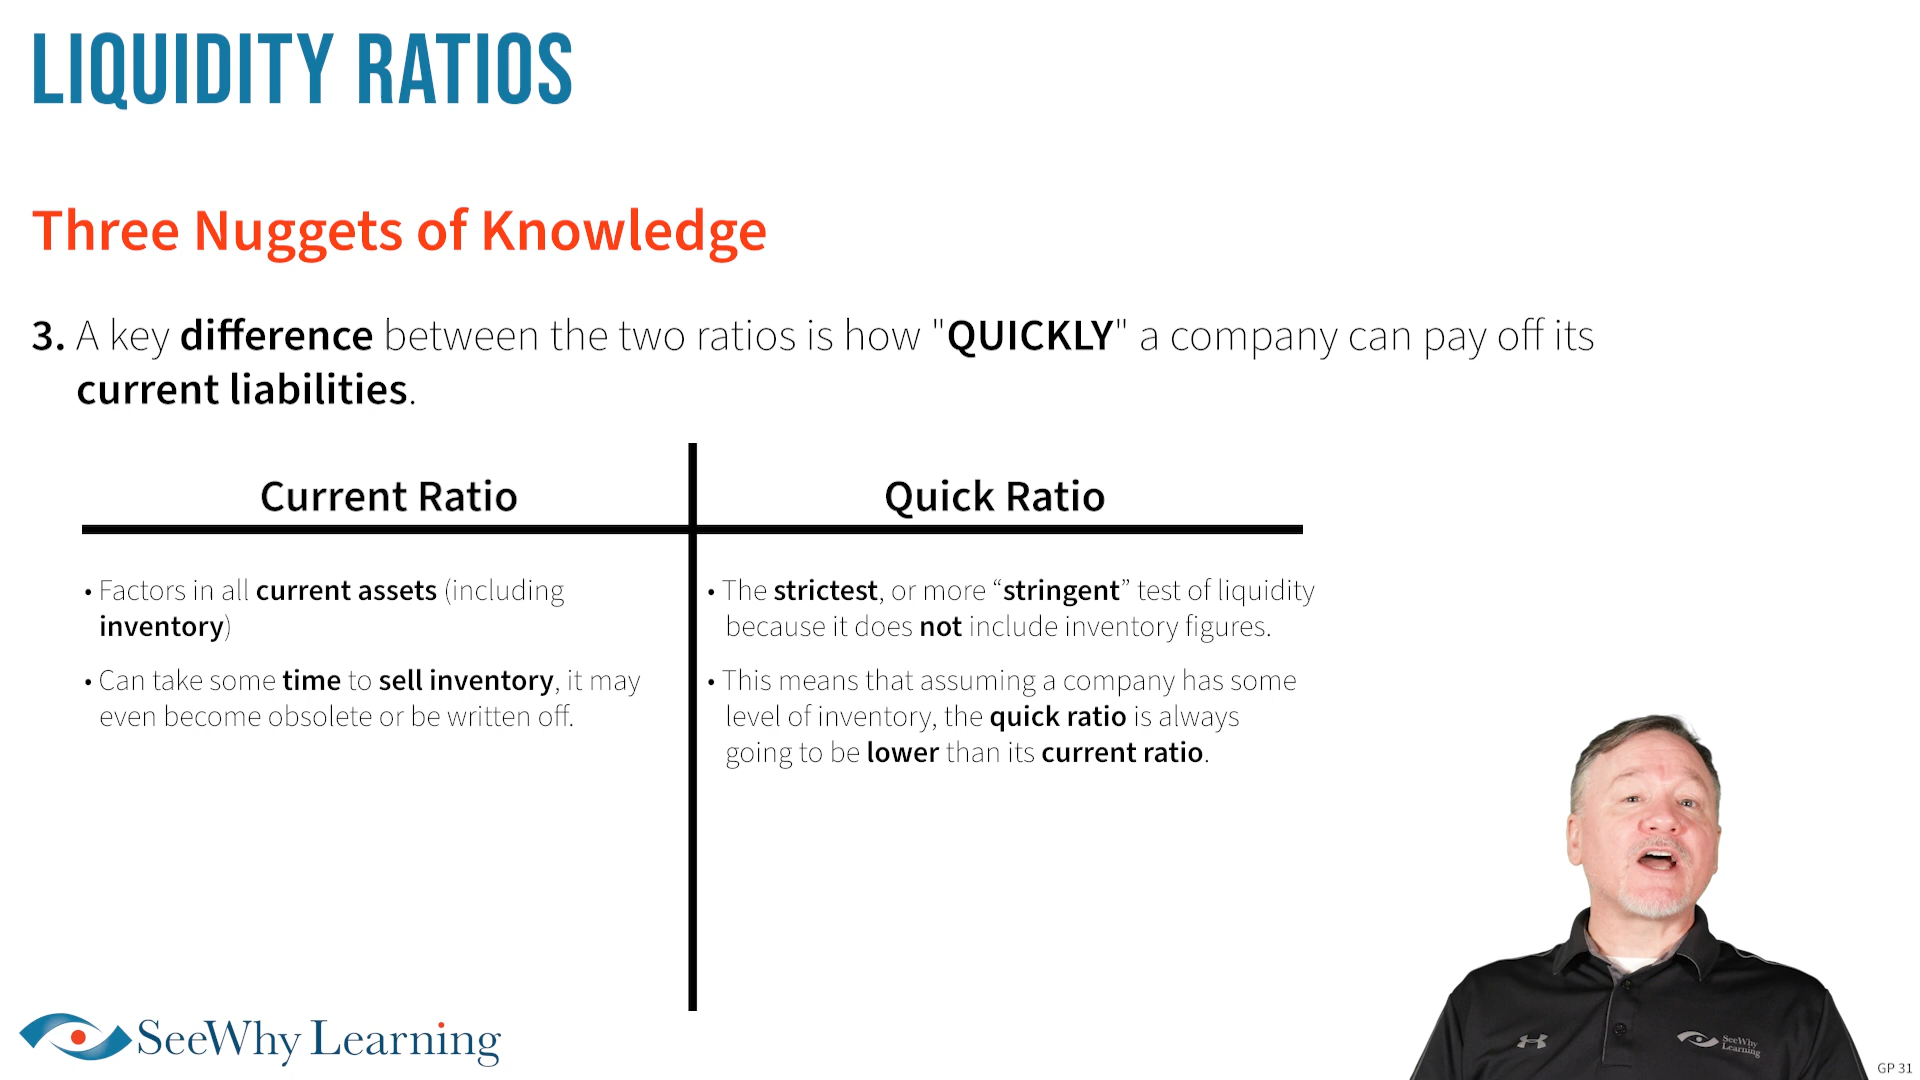 LIQUIDITY RATIOS
Three Nuggets of Knowledge
3. A key difference between the two ratios is how "QUICKLY" a company can pay off its
current liabilities.
Current Ratio
• Factors in all current assets (including
inventory)
• Can take some time to sell inventory, it may
even become obsolete or be written off.
Quick Ratio
• The strictest, or more “stringent” test of liquidity
because it does not include inventory figures.
• This means that assuming a company has some
level of inventory, the quick ratio is always
going to be lower than its current ratio.
SeeWhy Learning
SeeWhy
Learning
GP 31